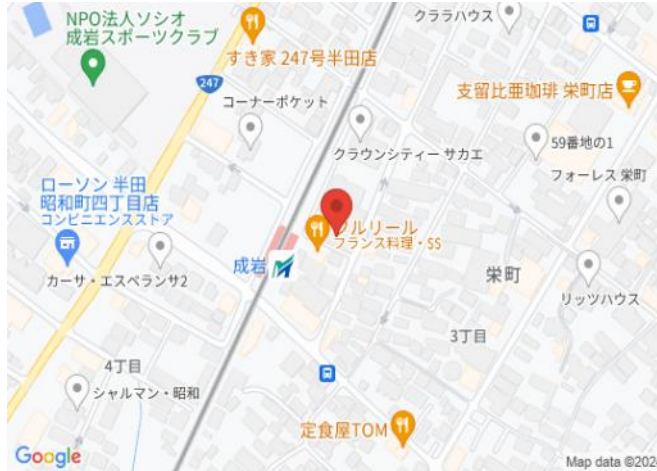 NPO法人ソシオ
成岩スポーツクラブ
クララハウス
すき家 247号半田店
247
コーナーポケット
支留比亜珈琲 栄町店
クラウンシティー サカエ
59番地の1
フォーレス 栄町
ローソン 半田
昭和町四丁目店
コンビニエンスストア
ルリール
フランス料理・$$
カーサ・エスペランサ2
成岩
栄町
リッツハウス
3丁目
4丁目
シャルマン・昭和
定食屋TOM
Google
Map data ©202